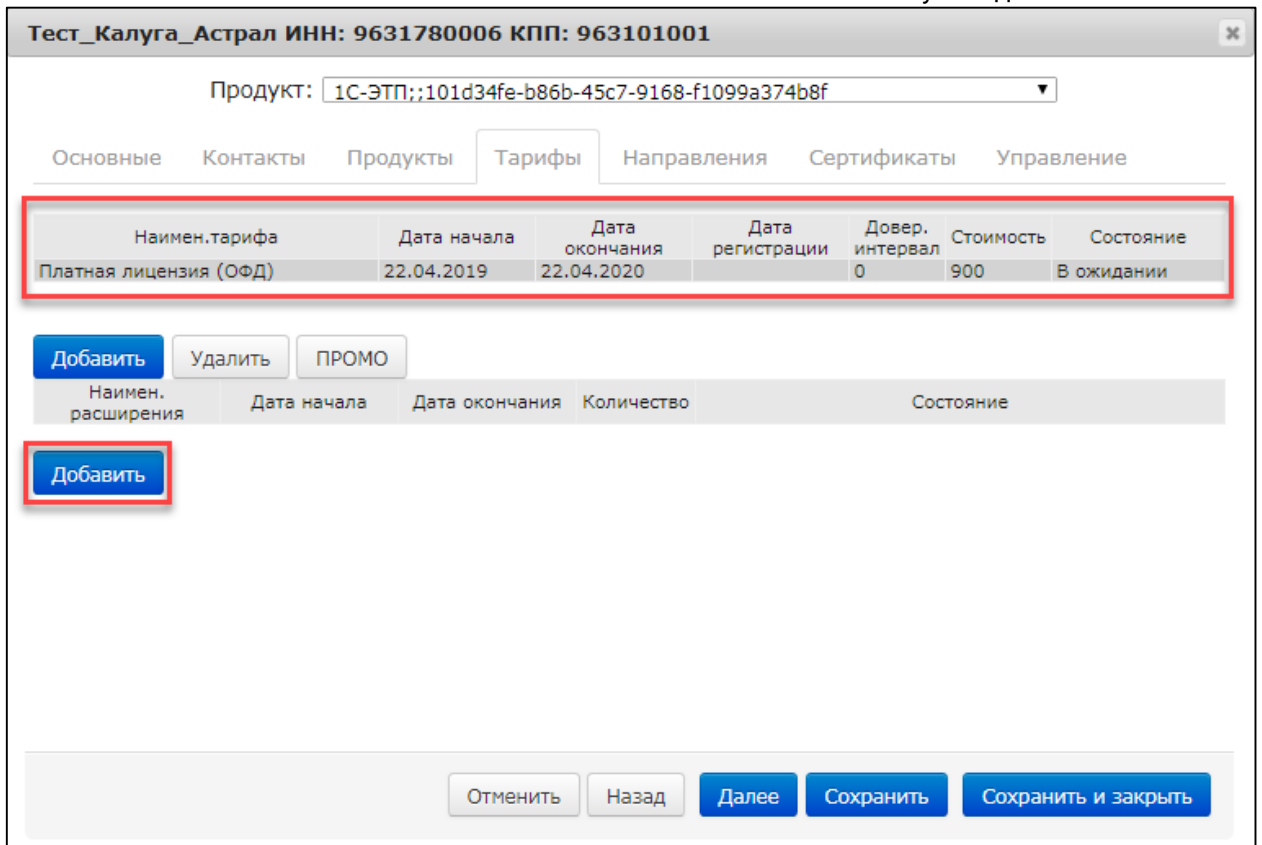 Тест_Калуга_Астрал ИНН: 9631780006 КПП: 963101001
Продукт: 1С-ЭТП;;101d34fe-b86b-45c7-9168-f1099a374b8f
Основные Контакты Продукты Тарифы Направления Сертификаты Управление
Наимен.тарифа Дата начала Дата окончания Дата регистрации Довер. интервал Стоимость Состояние
Платная лицензия (ОФД) 22.04.2019 22.04.2020 0 900 В ожидании
Добавить Удалить ПРОМО
Наимен. расширения Дата начала Дата окончания Количество Состояние
Добавить
Отменить Назад Далее Сохранить Сохранить и закрыть